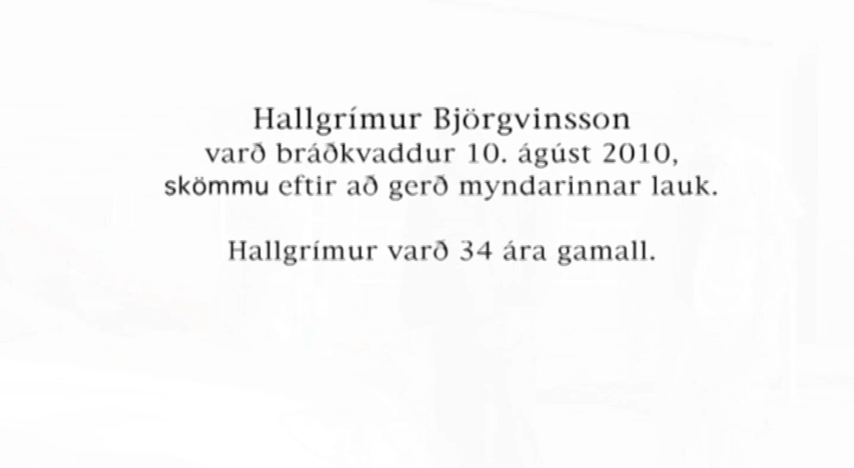 Hallgrímur Björgvinsson
varð bráðkvaddur 10. ágúst 2010,
skömmu eftir að gerð myndarinnar lauk.
Hallgrímur varð 34 ára gamall.